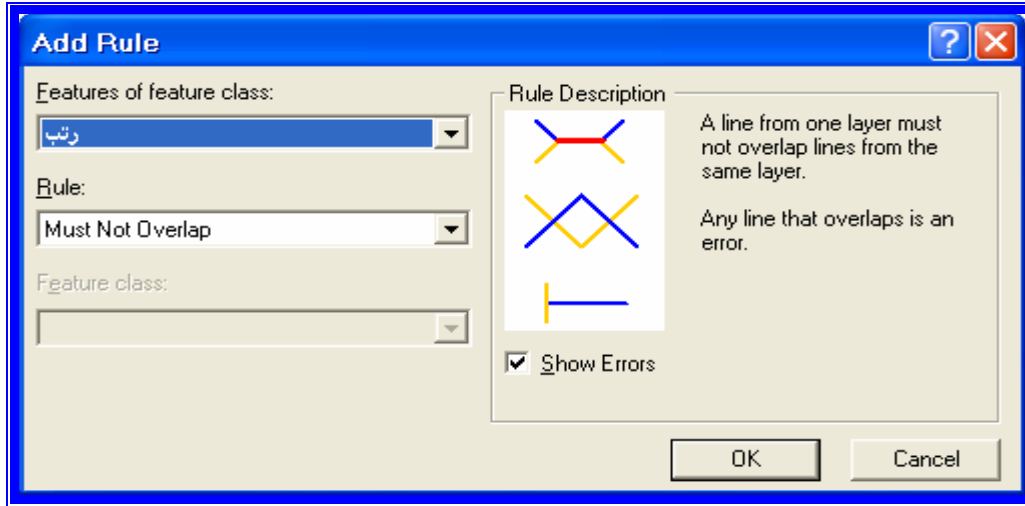 Add Rule
Features of feature class:
رتب
Rule:
Must Not Overlap
Feature class:
Rule Description
A line from one layer must
not overlap lines from the
same layer.
Any line that overlaps is an
error.
Show Errors
OK
Cancel